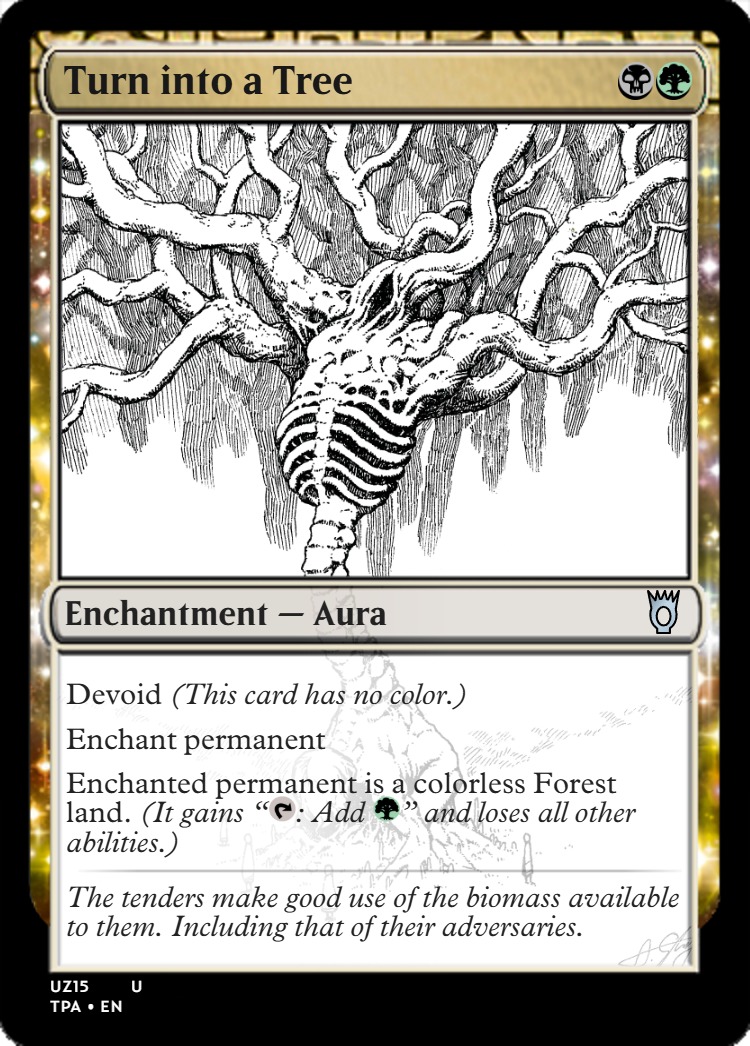 Turn into a Tree
Enchantment — Aura
Devoid (This card has no color.)
Enchant permanent
Enchanted permanent is a colorless Forest
land. (It gains “: Add ” and loses all other
abilities.)
The tenders make good use of the biomass available
to them. Including that of their adversaries.
UZ15 U
TPA • EN